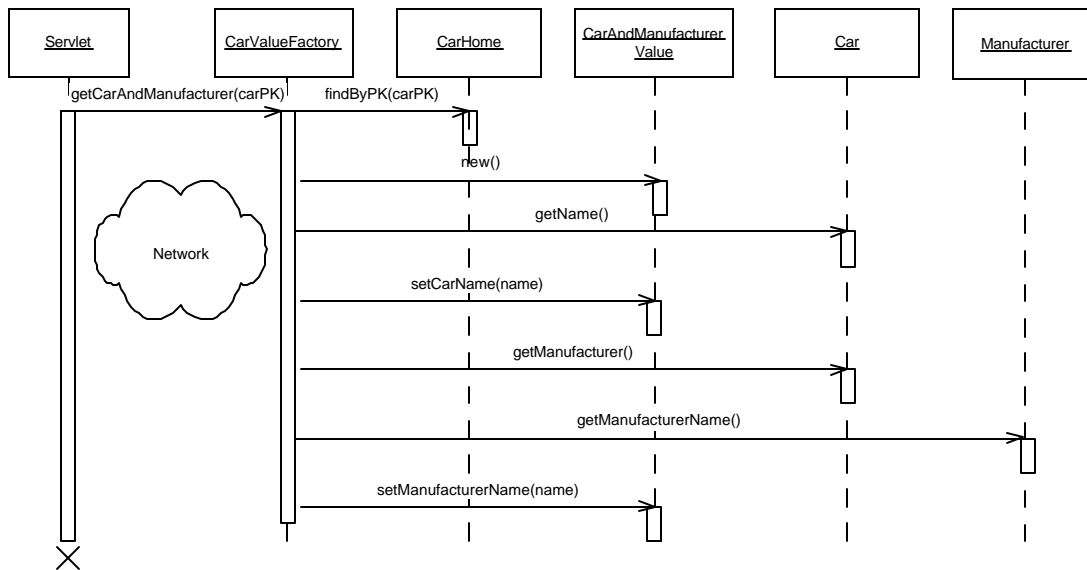 Servlet
CarValueFactory
CarHome
CarAndManufacturer
Value
Car
Manufacturer
getCarAndManufacturer(carPK)
findByPK(carPK)
new()
getName()
Network
setCarName(name)
getManufacturer()
getManufacturerName()
setManufacturerName(name)